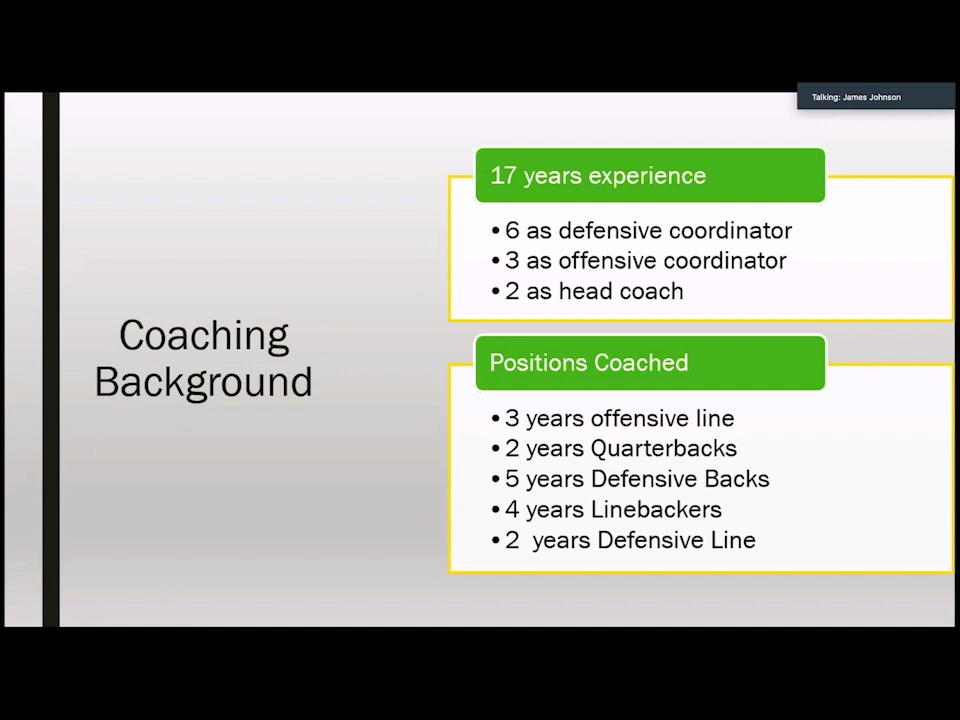 Talking: James Johnson
Coaching
Background
17 years experience
• 6 as defensive coordinator
• 3 as offensive coordinator
• 2 as head coach
Positions Coached
• 3 years offensive line
• 2 years Quarterbacks
• 5 years Defensive Backs
• 4 years Linebackers
• 2  years Defensive Line